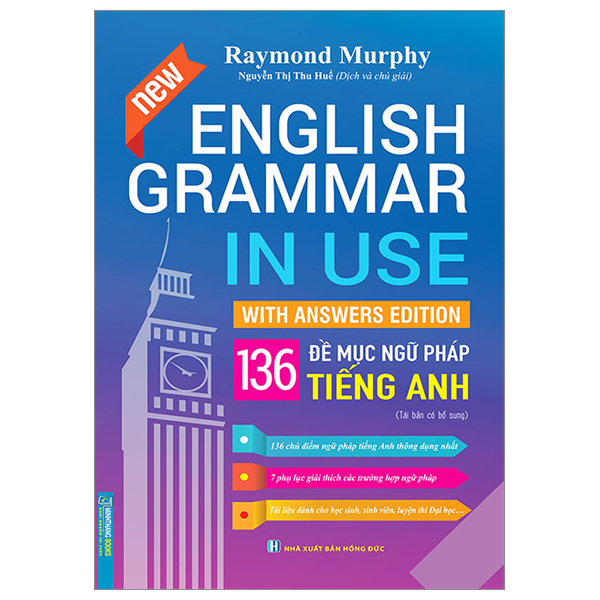 new
Raymond Murphy
Nguyễn Thị Thu Huế (Dịch và chú giải)
ENGLISH
GRAMMAR
IN USE
WITH ANSWERS EDITION
136 ĐỀ MỤC NGỮ PHÁP
TIẾNG ANH
(Tái bản có bổ sung)
136 chủ điểm ngữ pháp tiếng Anh thông dụng nhất
7 phụ lục giải thích các trường hợp ngữ pháp
Tài liệu dành cho học sinh, sinh viên, luyện thi Đại học...
NHÀ XUẤT BẢN HỒNG ĐỨC
MINHTHANG BOOKS